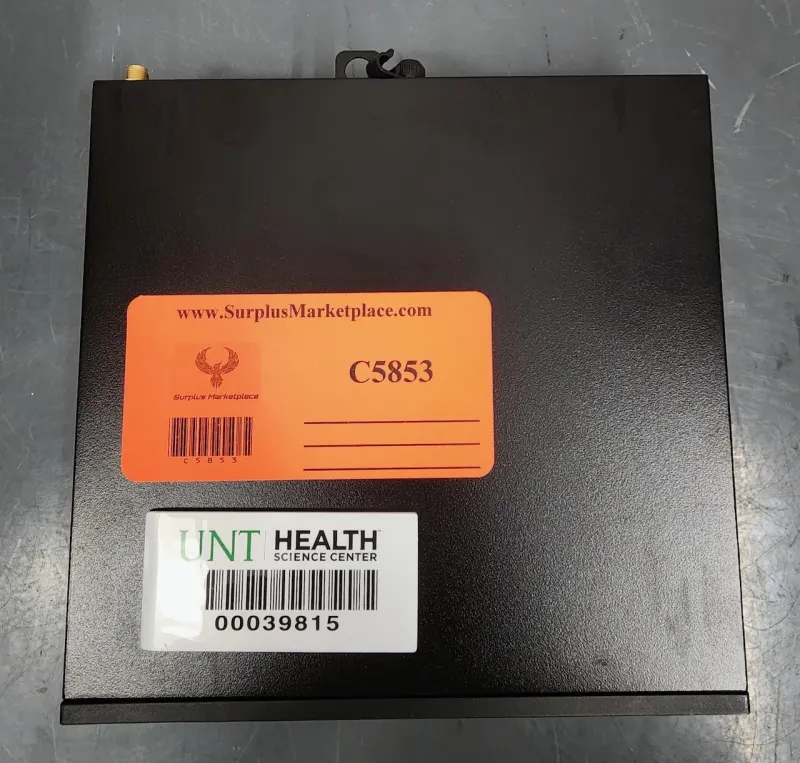 www.SurplusMarketplace.com
C5853
Surplus Marketplace
C5853
UNT HEALTH
SCIENCE CENTER
00039815